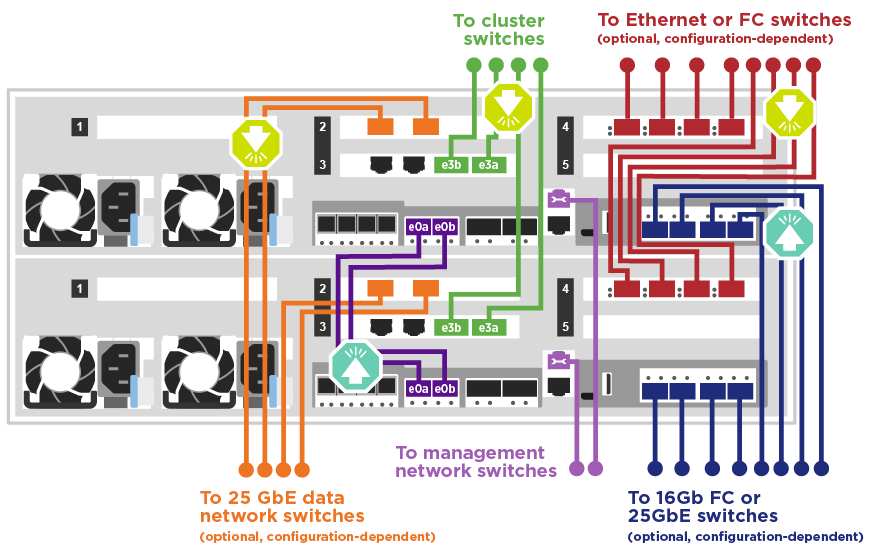 To cluster
switches
To Ethernet or FC switches
(optional, configuration-dependent)
1
2
3
e3b
e3a
4
5
e0a
e0b
1
2
3
e3b
e3a
4
5
e0a
e0b
To management
network switches
To 25 GbE data
network switches
(optional, configuration-dependent)
To 16Gb FC or
25GbE switches
(optional, configuration-dependent)